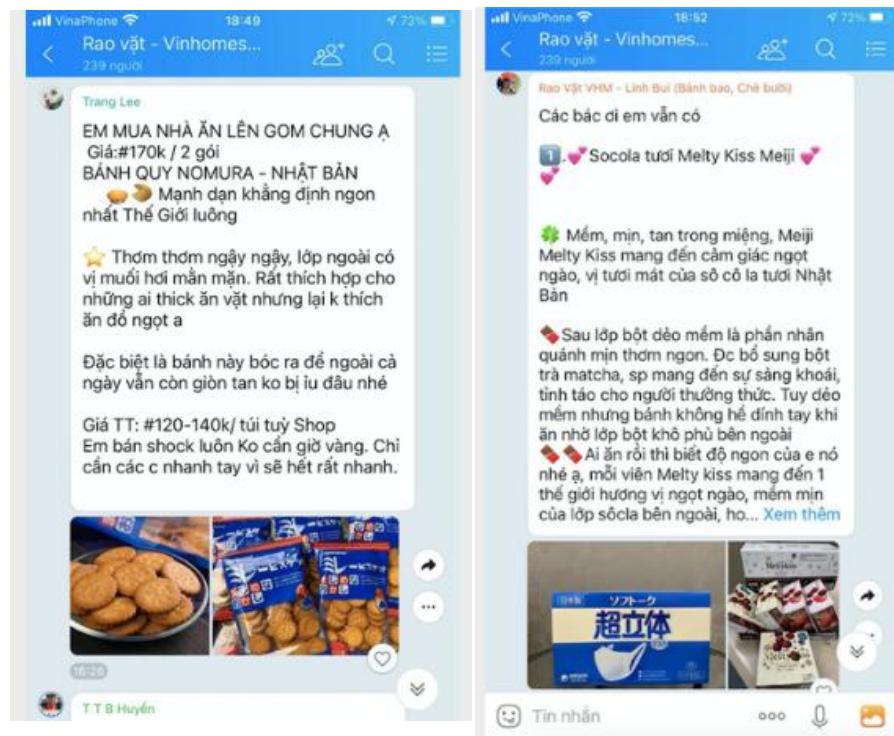 VinaPhone
18:49
73%
Rao vặt - Vinhomes...
239 người
Trang Lee
EM MUA NHÀ ĂN LÊN GOM CHUNG Ạ
Giá:#170k / 2 gói
BÁNH QUY NOMURA - NHẬT BẢN
Mạnh dạn khẳng định ngon
nhất Thế Giới luông
Thơm thơm ngậy ngậy, lớp ngoài có
vị muối hơi mằn mặn. Rất thích hợp cho
những ai thick ăn vặt nhưng lại k thích
ăn đồ ngọt a
Đặc biệt là bánh này bóc ra để ngoài cả
ngày vẫn còn giòn tan ko bị ỉu đâu nhé
Giá TT: #120-140k/ túi tuỳ Shop
Em bán shock luôn Ko cần giờ vàng. Chỉ
cần các c nhanh tay vì sẽ hết rất nhanh.
16:26
T T B Huyền
VinaPhone
18:52
72%
Rao vặt - Vinhomes...
239 người
Rao Vặt VHM - Linh Bui (Bánh bao, Chè bưởi)
Các bác ơi em vẫn có
1. Socola tươi Melty Kiss Meiji
Mềm, mịn, tan trong miệng, Meiji
Melty Kiss mang đến cảm giác ngọt
ngào, vị tươi mát của sô cô la tươi Nhật
Bản
Sau lớp bột dẻo mềm là phần nhân
quánh mịn thơm ngon. Đc bổ sung bột
trà matcha, sp mang đến sự sảng khoái,
tỉnh táo cho người thưởng thức. Tuy dẻo
mềm nhưng bánh không hề dính tay khi
ăn nhờ lớp bột khô phủ bên ngoài
Ai ăn rồi thì biết độ ngon của e nó
nhé ạ, mỗi viên Melty kiss mang đến 1
thế giới hương vị ngọt ngào, mềm mịn
của lớp sôcla bên ngoài, ho... Xem thêm
日本製
ソフトーク
超立体
Tin nhắn